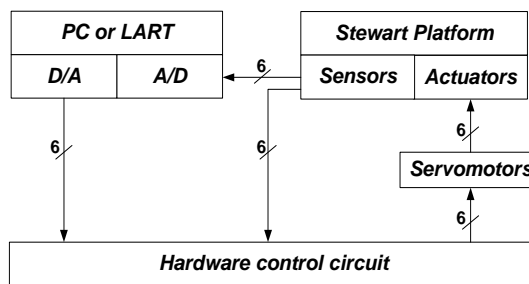 PC or LART
Stewart Platform
D/A
A/D
Sensors
Actuators
6
6
6
6
Servomotors
6
Hardware control circuit